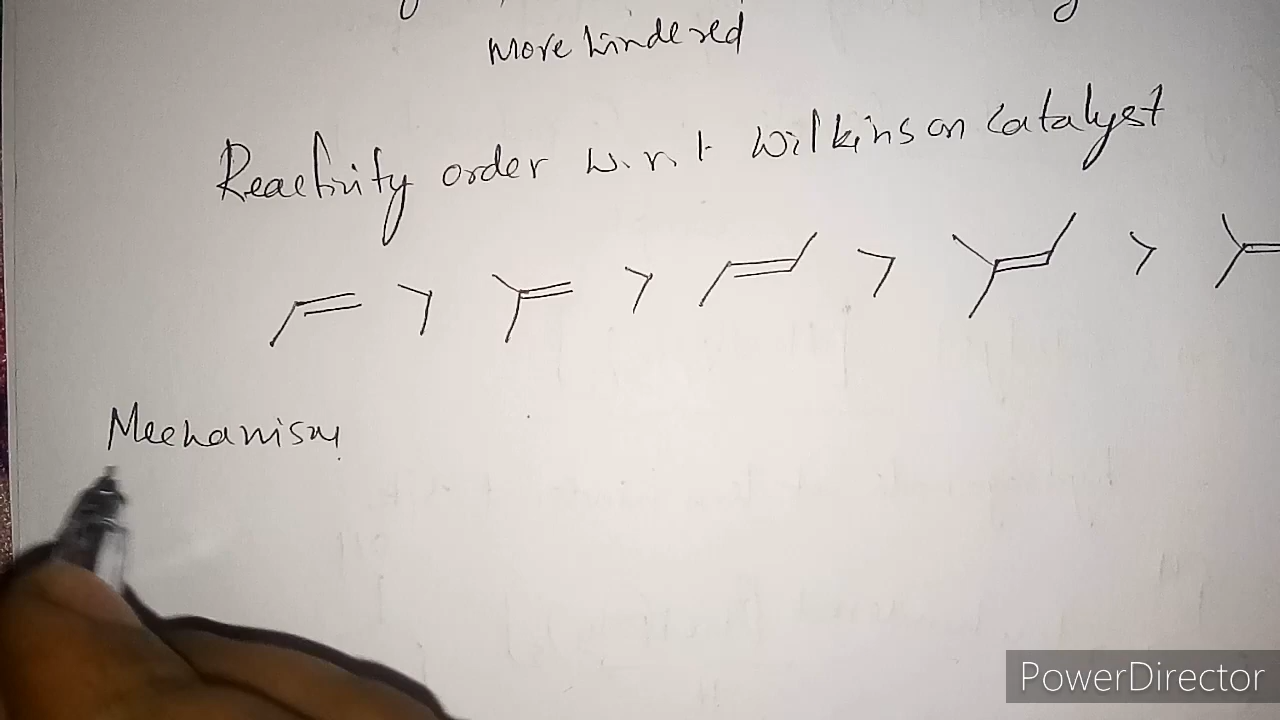 more hindered
Reactivity order w.r.t wilkinson catalyst
> > > >
Mechanism
PowerDirector